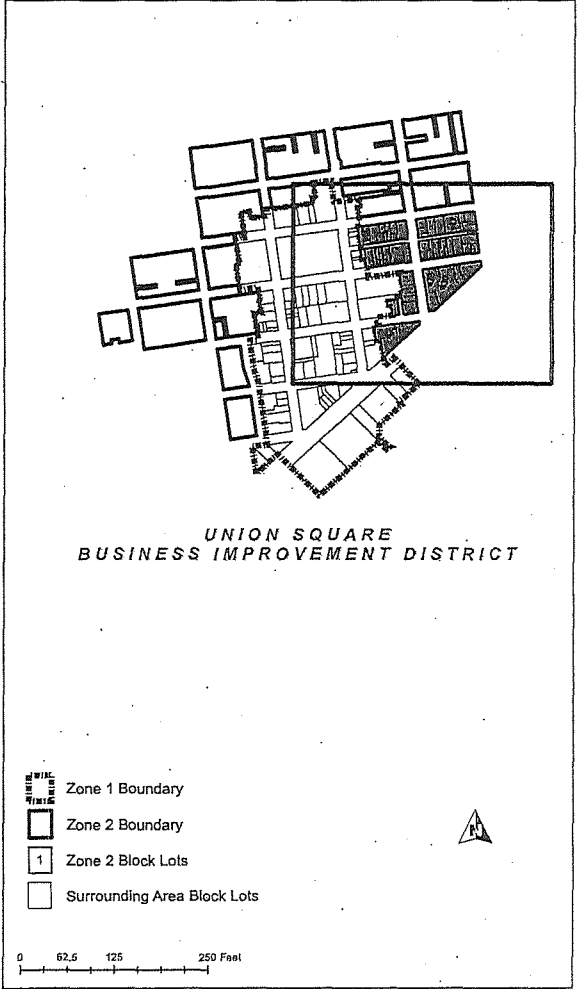 UNION SQUARE
BUSINESS IMPROVEMENT DISTRICT
Zone 1 Boundary
Zone 2 Boundary
1 Zone 2 Block Lots
Surrounding Area Block Lots
0 62.5 125 250 Feet